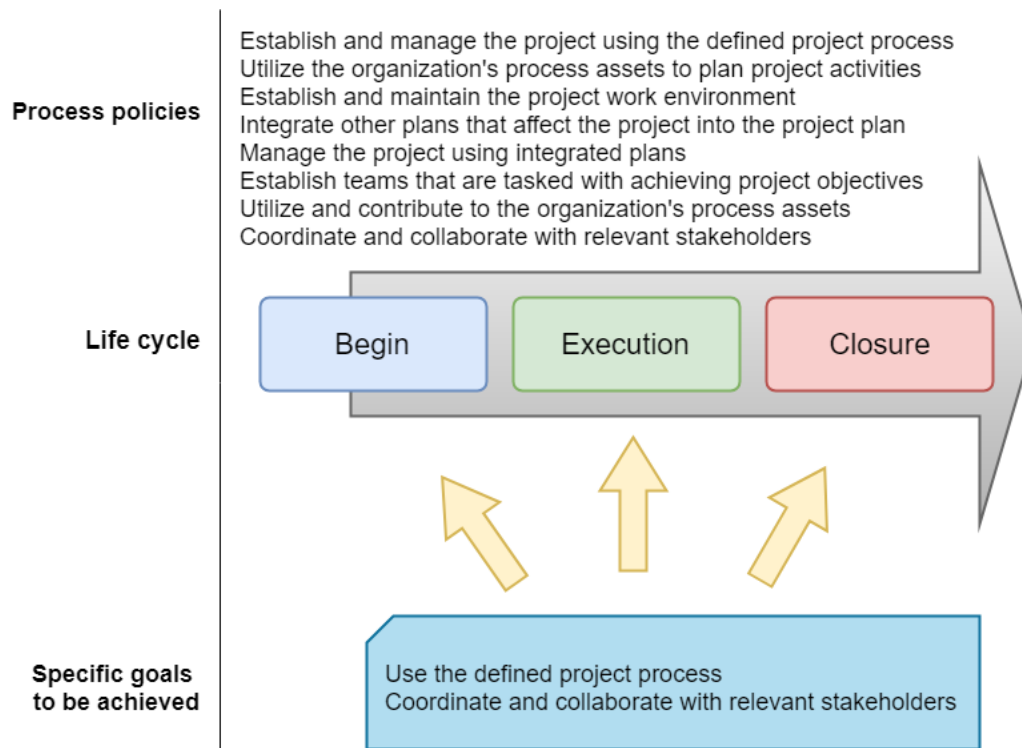 Process policies
Establish and manage the project using the defined project process
Utilize the organization's process assets to plan project activities
Establish and maintain the project work environment
Integrate other plans that affect the project into the project plan
Manage the project using integrated plans
Establish teams that are tasked with achieving project objectives
Utilize and contribute to the organization's process assets
Coordinate and collaborate with relevant stakeholders
Life cycle
Begin
Execution
Closure
Specific goals
to be achieved
Use the defined project process
Coordinate and collaborate with relevant stakeholders